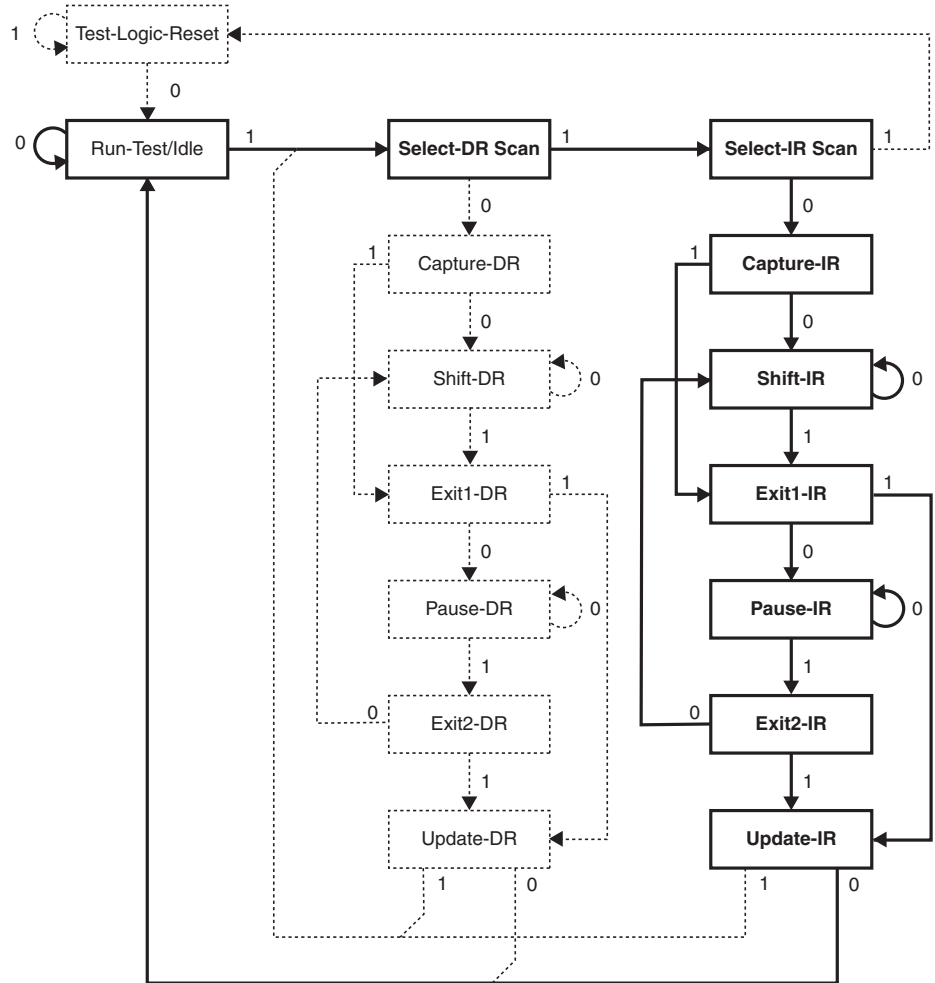 1 Test-Logic-Reset
0
0 Run-Test/Idle 1 Select-DR Scan 1 Select-IR Scan 1
0 0
1 Capture-DR 1 Capture-IR
0 0
Shift-DR 0 Shift-IR 0
1 1
Exit1-DR 1 Exit1-IR 1
0 0
Pause-DR 0 Pause-IR 0
1 1
0 Exit2-DR 0 Exit2-IR
1 1
Update-DR Update-IR
1 0 1 0